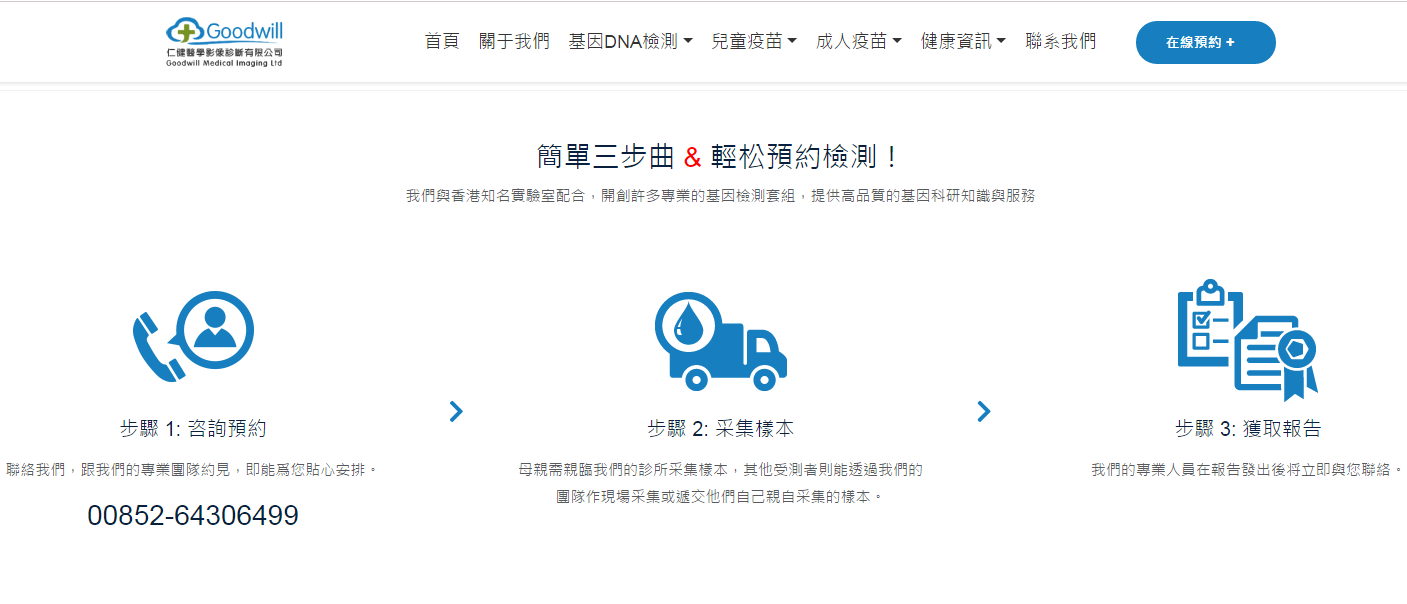 Goodwill
仁健醫學影像診斷有限公司
Goodwill Medical Imaging Ltd
首頁 關于我們 基因DNA檢測 兒童疫苗 成人疫苗 健康資訊 聯系我們 在線預約 +
簡單三步曲 & 輕松預約檢測！
我們與香港知名實驗室配合，開創許多專業的基因檢測套組，提供高品質的基因科研知識與服務
步驟 1: 咨詢預約
聯絡我們，跟我們的專業團隊約見，即能爲您貼心安排。
00852-64306499
步驟 2: 采集樣本
母親需親臨我們的診所采集樣本，其他受測者則能透過我們的
團隊作現場采集或遞交他們自己親自采集的樣本。
步驟 3: 獲取報告
我們的專業人員在報告發出後将立即與您聯絡。